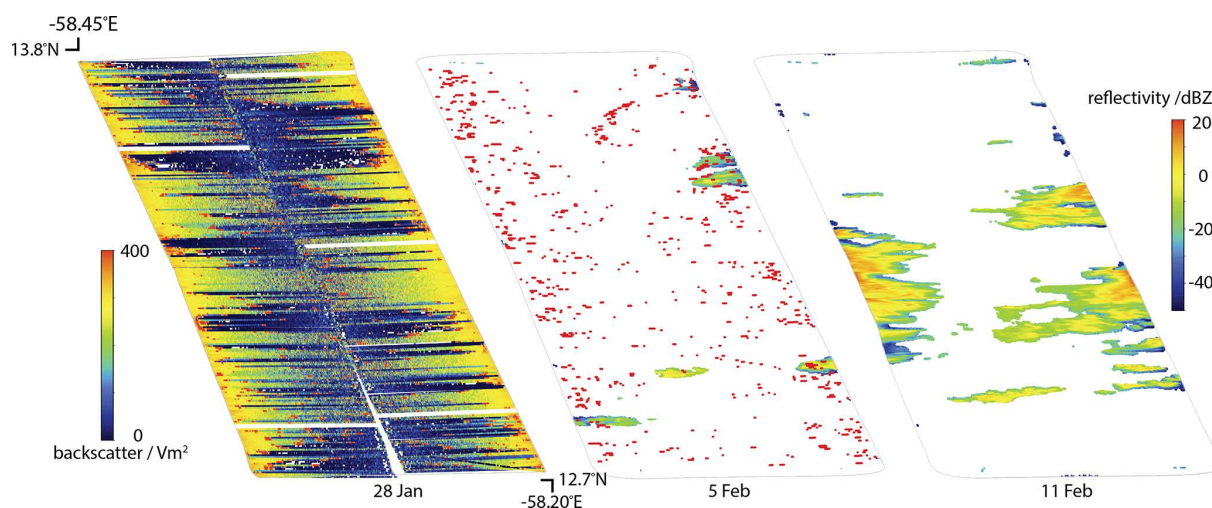 -58.45°E
13.8°N
reflectivity /dBZ
20
0
-20
-40
400
0
backscatter / Vm²
12.7°N
-58.20°E
28 Jan
5 Feb
11 Feb